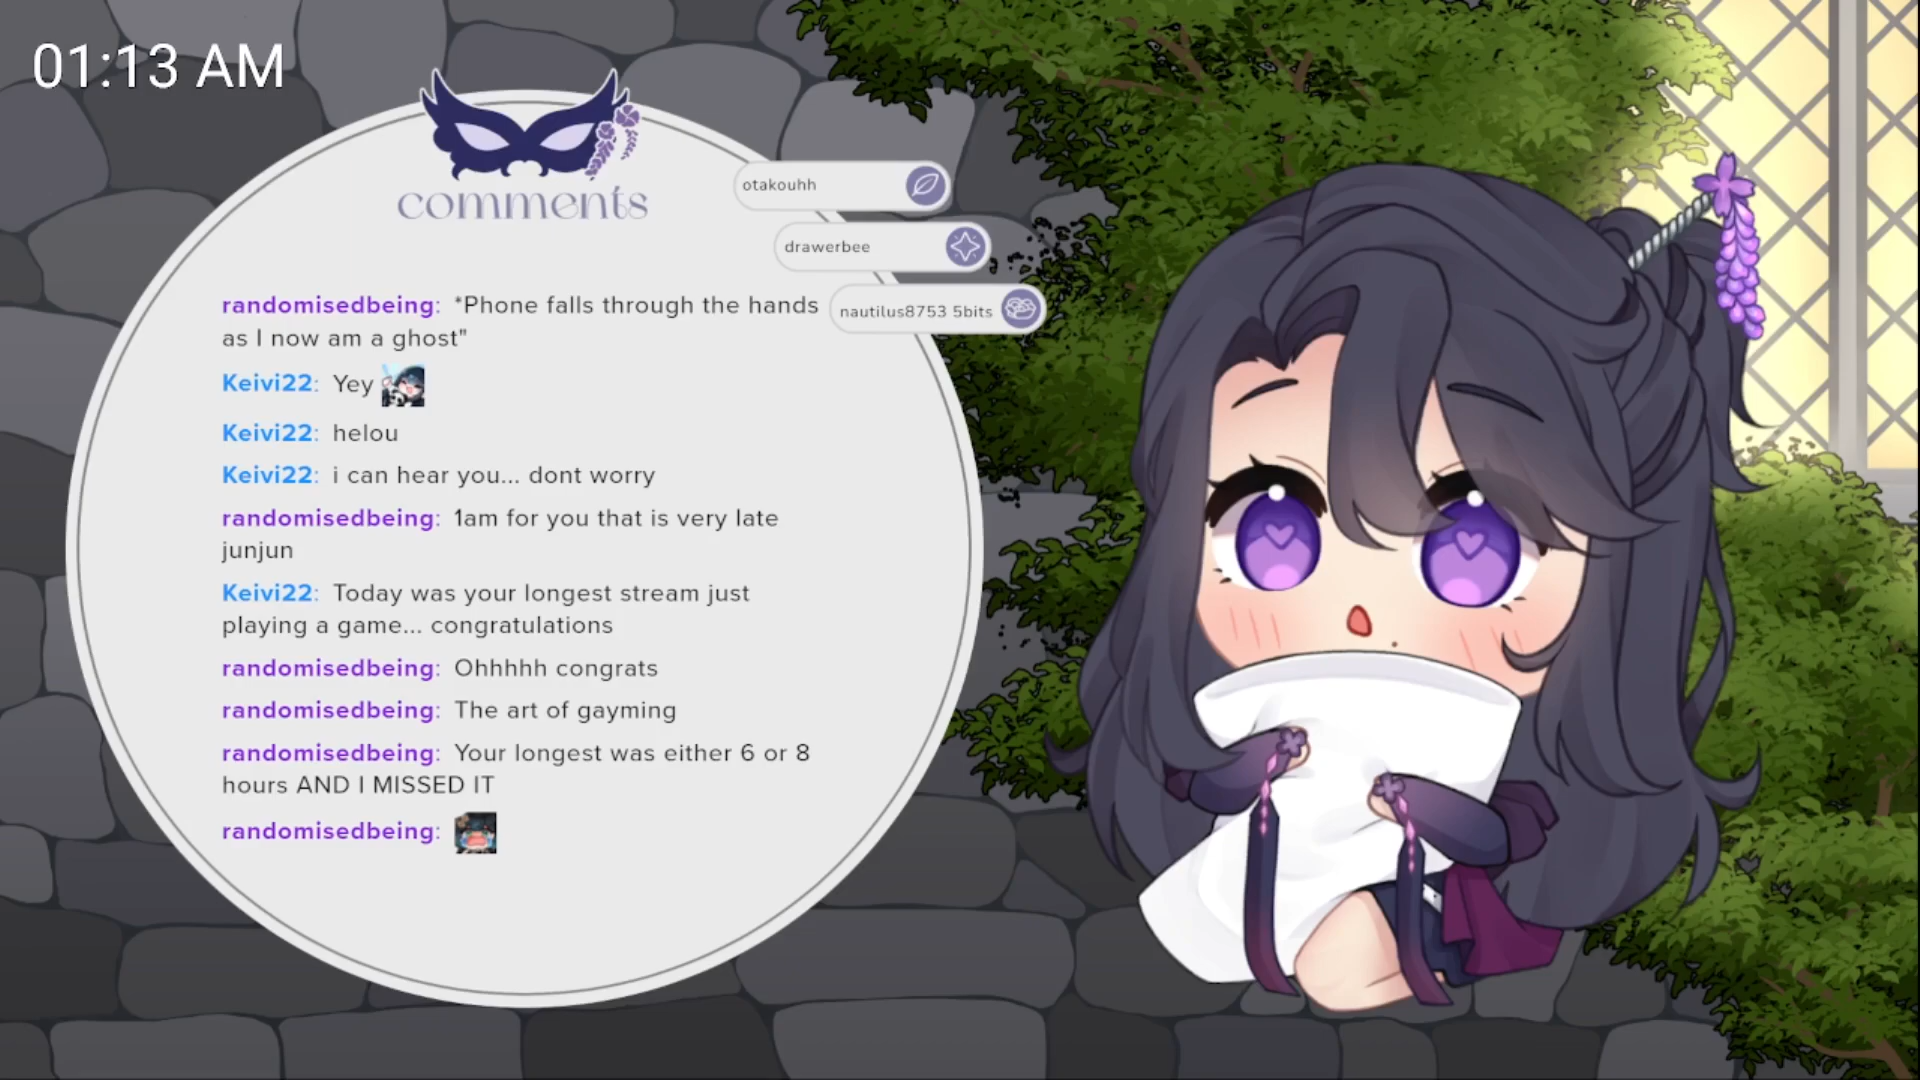 01:13 AM
comments
otakouhh
drawerbee
nautilus8753 5bits
randomisedbeing: *Phone falls through the hands
as I now am a ghost"
Keivi22: Yey
Keivi22: helou
Keivi22: i can hear you... dont worry
randomisedbeing: 1am for you that is very late
junjun
Keivi22: Today was your longest stream just
playing a game... congratulations
randomisedbeing: Ohhhhh congrats
randomisedbeing: The art of gayming
randomisedbeing: Your longest was either 6 or 8
hours AND I MISSED IT
randomisedbeing: